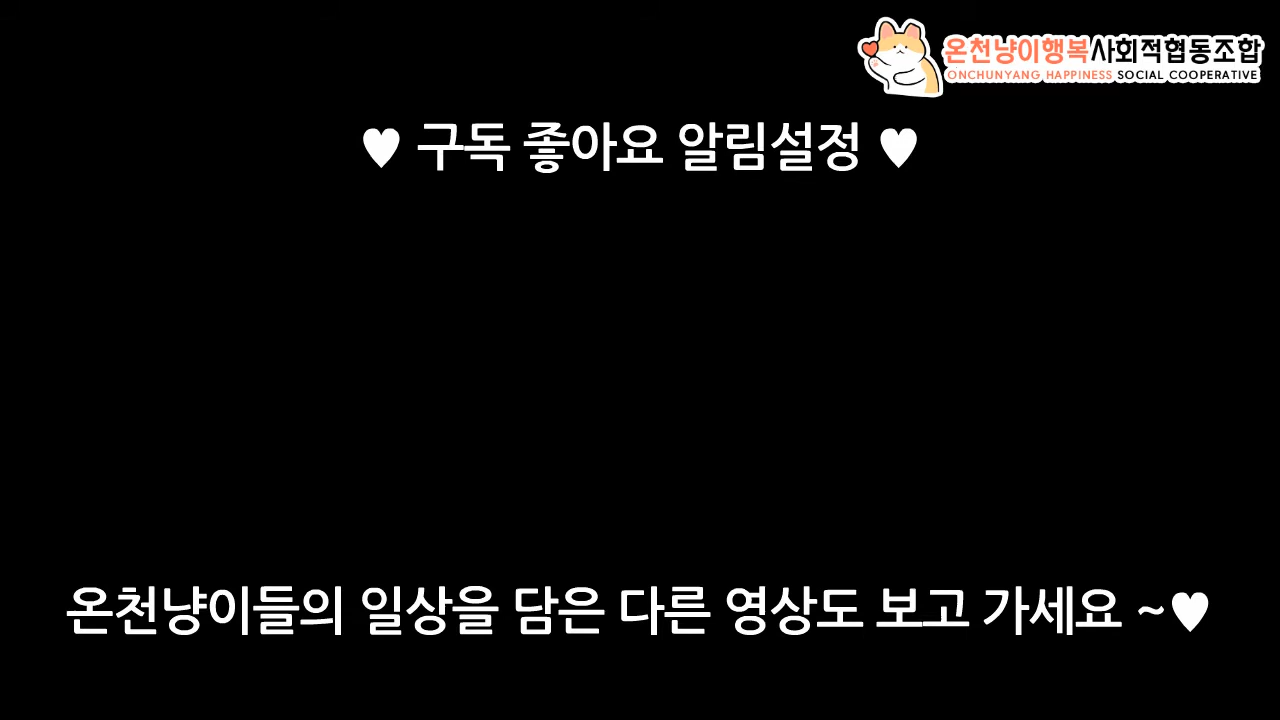 온천냥이행복사회적협동조합
ONCHUNYANG HAPPINESS SOCIAL COOPERATIVE
♥ 구독 좋아요 알림설정 ♥
온천냥이들의 일상을 담은 다른 영상도 보고 가세요 ~♥